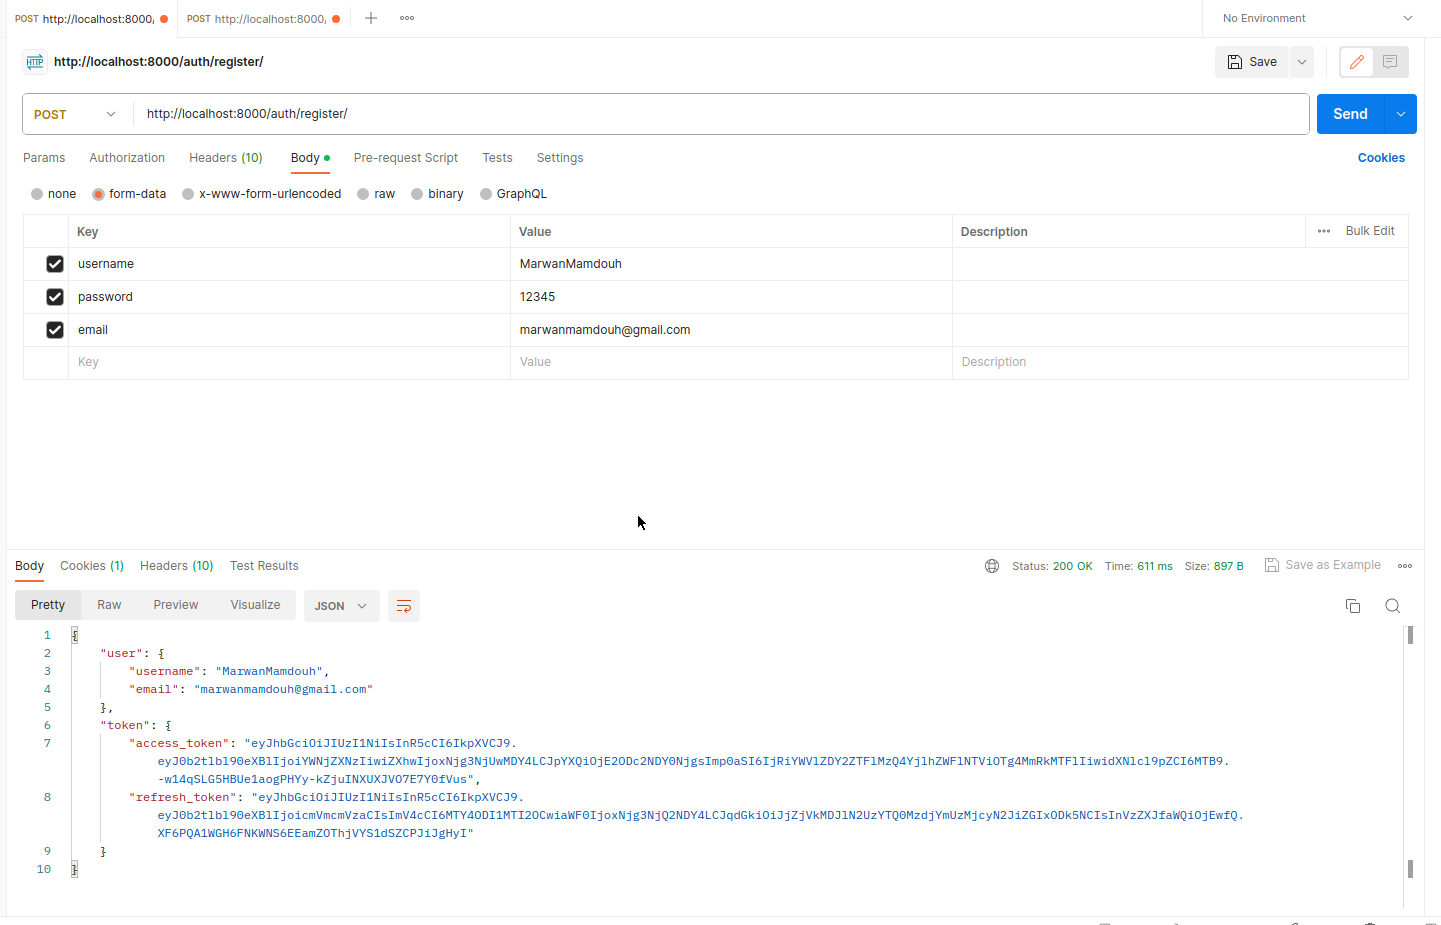 POST http://localhost:8000, POST http://localhost:8000, No Environment
HTTP http://localhost:8000/auth/register/ Save
POST http://localhost:8000/auth/register/ Send
Params Authorization Headers (10) Body Pre-request Script Tests Settings Cookies
none form-data x-www-form-urlencoded raw binary GraphQL
Key Value Description Bulk Edit
username MarwanMamdouh
password 12345
email marwanmamdouh@gmail.com
Key Value Description
Body Cookies (1) Headers (10) Test Results Status: 200 OK Time: 611 ms Size: 897 B Save as Example
Pretty Raw Preview Visualize JSON
1 {
2 "user": {
3 "username": "MarwanMamdouh",
4 "email": "marwanmamdouh@gmail.com"
5 },
6 "token": {
7 "access_token": "eyJhbGciOiJIUzI1NiIsInR5cCI6IkpXVCJ9.
eyJ0b2tlbl90eXBlIjoiYWNjZXNzIiwiZXhwIjoxNjg3NjUwMDY4LCJpYXQiOjE2ODc2NDY0NjgsImp0aSI6IjRiYWVlZDY2ZTFlMzQ4YjlhZWFlNTViOTg4MmRkMTFlIiwidXNlcl9pZCI6MTB9.
-w14qSLG5HBUe1aogPHYy-kZjuINXUXJVO7E7Y0fVus",
8 "refresh_token": "eyJhbGciOiJIUzI1NiIsInR5cCI6IkpXVCJ9.
eyJ0b2tlbl90eXBlIjoicmVmcmVzaCIsImV4cCI6MTY4ODI1MTI2OCwiaWF0IjoxNjg3NjQ2NDY4LCJqdGkiOiJjZjVkMDJlN2UzYTQ0MzdjYmUzMjcyN2JiZGIxODk5NCIsInVzZXJfaWQiOjEwfQ.
XF6PQA1WGH6FNKWNS6EEamZOThjVYS1dSZCPJiJgHyI"
9 }
10 }